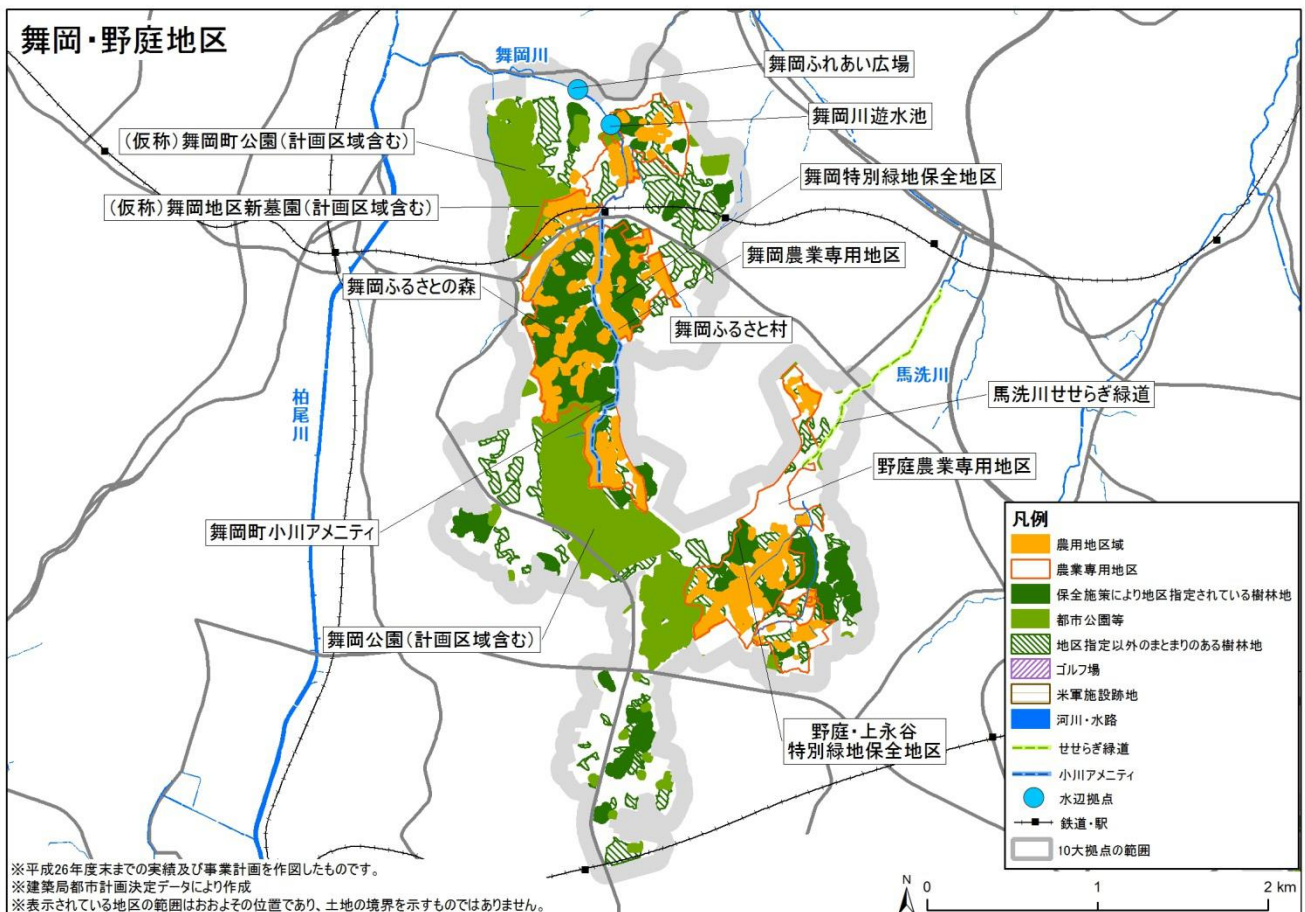 舞岡・野庭地区
舞岡川
舞岡ふれあい広場
舞岡川遊水池
(仮称)舞岡町公園(計画区域含む)
舞岡特別緑地保全地区
(仮称)舞岡地区新墓園(計画区域含む)
舞岡農業専用地区
舞岡ふるさとの森
舞岡ふるさと村
柏尾川
馬洗川
馬洗川せせらぎ緑道
野庭農業専用地区
舞岡町小川アメニティ
舞岡公園(計画区域含む)
野庭・上永谷
特別緑地保全地区
凡例
農用地区域
農業専用地区
保全施策により地区指定されている樹林地
都市公園等
地区指定以外のまとまりのある樹林地
ゴルフ場
米軍施設跡地
河川・水路
せせらぎ緑道
小川アメニティ
水辺拠点
鉄道・駅
10大拠点の範囲
※平成26年度末までの実績及び事業計画を作図したものです。
※建築局都市計画決定データにより作成
※表示されている地区の範囲はおおよその位置であり、土地の境界を示すものではありません。
N
0 1 2 km